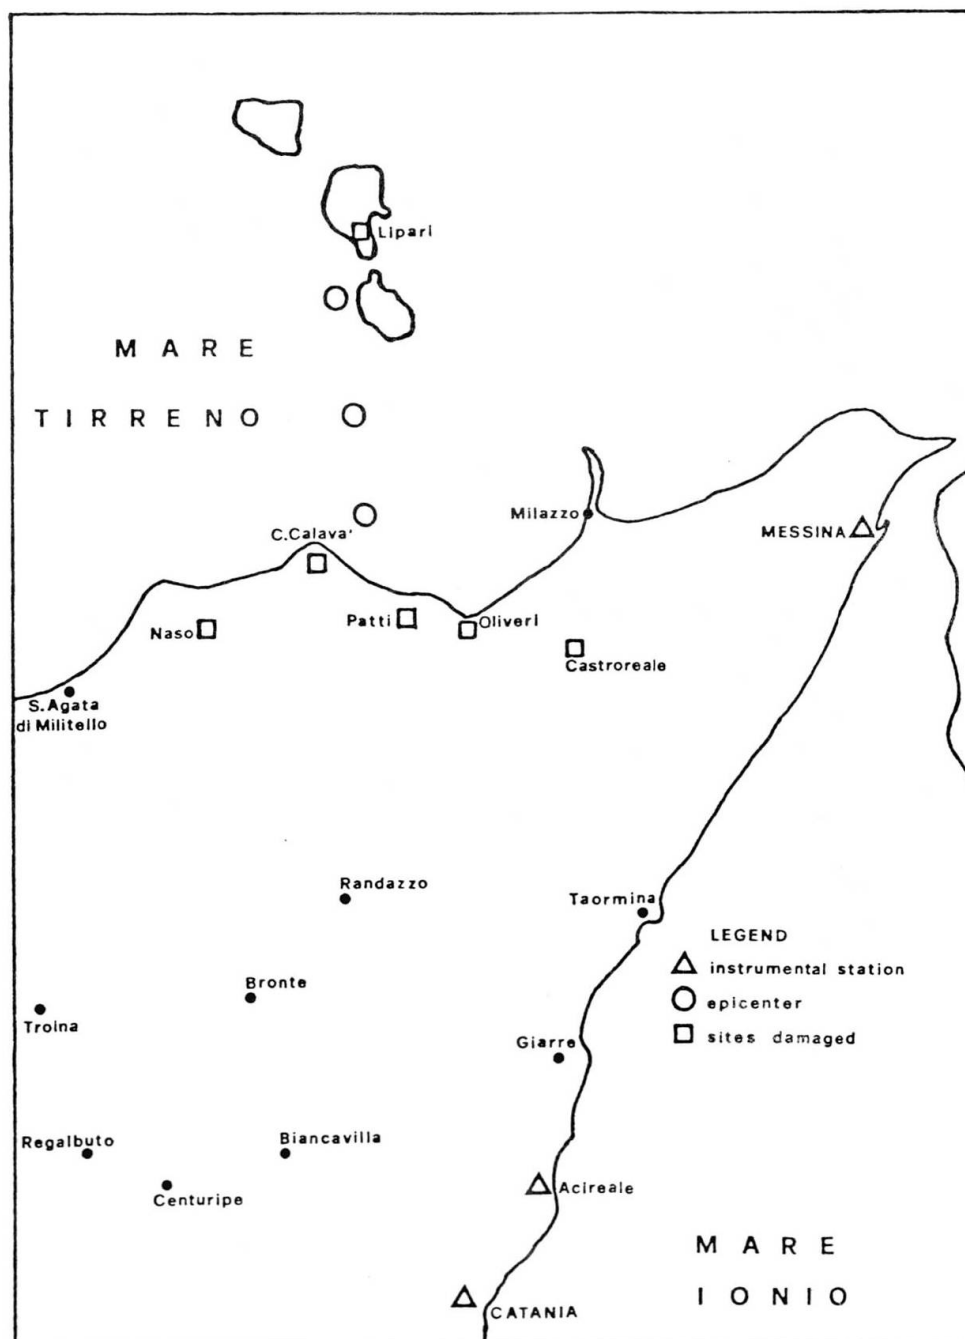 Lipari
M A R E
T I R R E N O
C.Calava'
Milazzo
MESSINA
Naso
Patti
Oliveri
Castroreale
S.Agata
di Militello
Randazzo
Taormina
LEGEND
instrumental station
epicenter
sites damaged
Bronte
Troina
Giarre
Regalbuto
Biancavilla
Centuripe
Acireale
M A R E
I O N I O
CATANIA